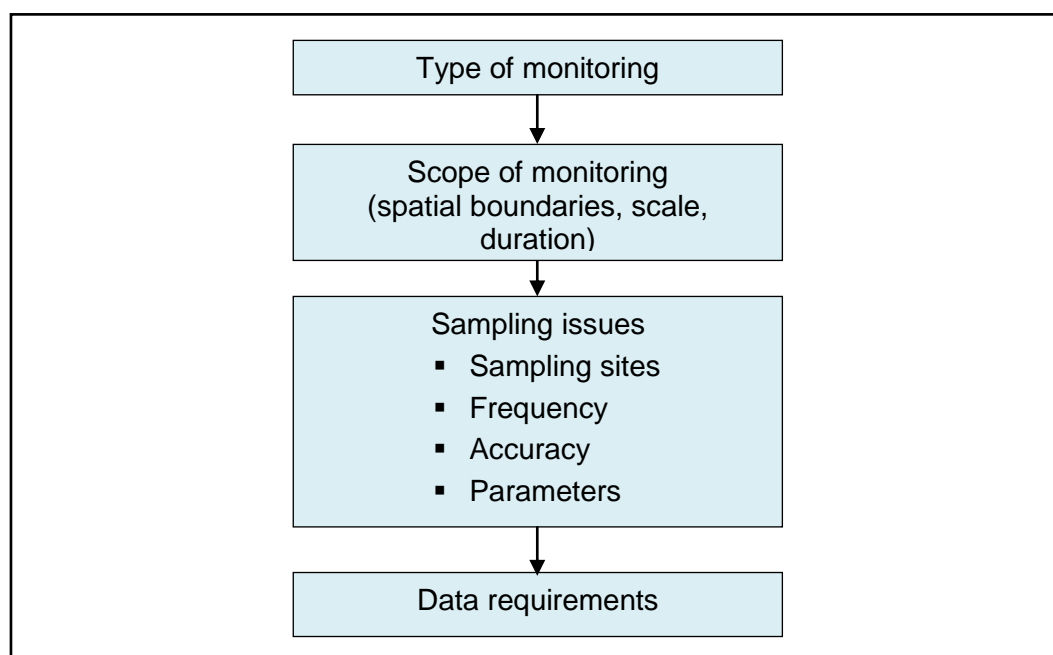 Type of monitoring
Scope of monitoring
(spatial boundaries, scale,
duration)
Sampling issues
▪ Sampling sites
▪ Frequency
▪ Accuracy
▪ Parameters
Data requirements